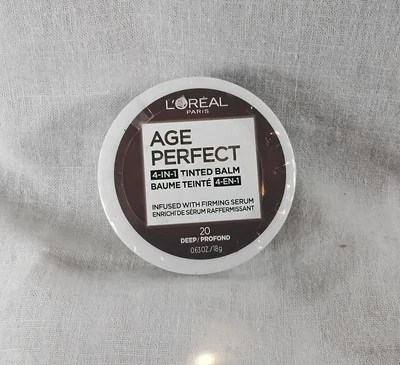 L'ORÉAL
PARIS
AGE
PERFECT
4-IN-1 TINTED BALM
BAUME TEINTÉ 4-EN-1
INFUSED WITH FIRMING SERUM
ENRICHI DE SÉRUM RAFFERMISSANT
20
DEEP/PROFOND
0.63 OZ./18g